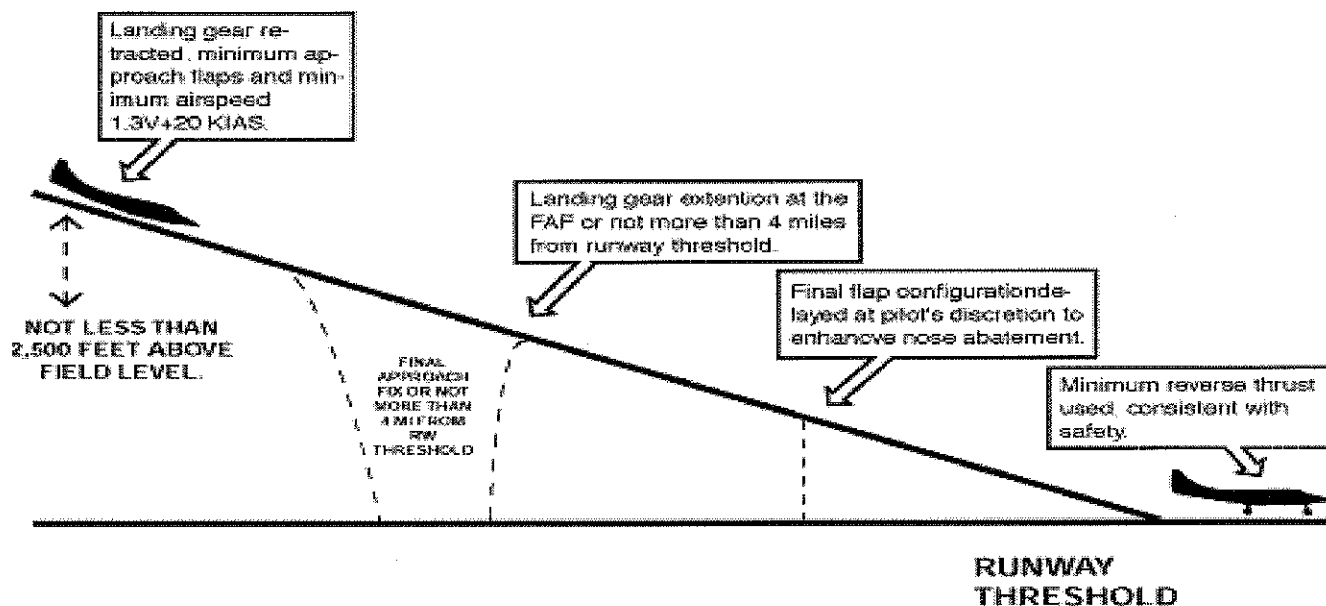 Landing gear re-
tracted, minimum ap-
proach flaps and min-
imum airspeed
1.3V+20 KIAS.
Landing gear extention at the
FAF or not more than 4 miles
from runway threshold.
Final flap configurationde-
layed at pilot's discretion to
enhancve nose abatement.
NOT LESS THAN
2,500 FEET ABOVE
FIELD LEVEL.
FINAL
APPROACH
FIX OR NOT
MORE THAN
4 MI FROM
RW
THRESHOLD
Minimum reverse thrust
used, consistent with
safety.
RUNWAY
THRESHOLD